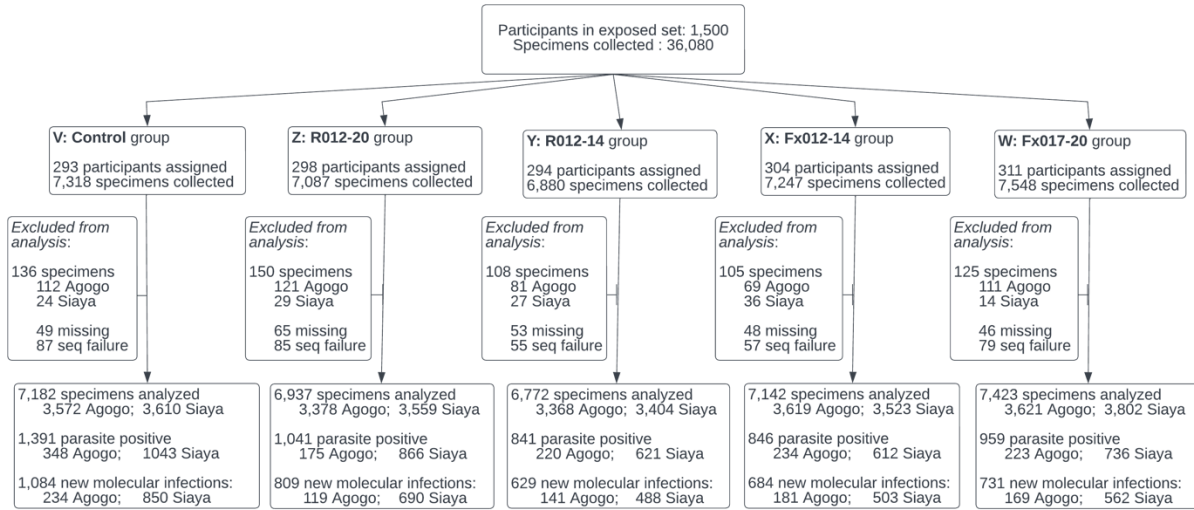 Participants in exposed set: 1,500
Specimens collected : 36,080
V: Control group
293 participants assigned
7,318 specimens collected
Z: R012-20 group
298 participants assigned
7,087 specimens collected
Y: R012-14 group
294 participants assigned
6,880 specimens collected
X: Fx012-14 group
304 participants assigned
7,247 specimens collected
W: Fx017-20 group
311 participants assigned
7,548 specimens collected
Excluded from
analysis:
136 specimens
112 Agogo
24 Siaya
49 missing
87 seq failure
Excluded from
analysis:
150 specimens
121 Agogo
29 Siaya
65 missing
85 seq failure
Excluded from
analysis:
108 specimens
81 Agogo
27 Siaya
53 missing
55 seq failure
Excluded from
analysis:
105 specimens
69 Agogo
36 Siaya
48 missing
57 seq failure
Excluded from
analysis:
125 specimens
111 Agogo
14 Siaya
46 missing
79 seq failure
7,182 specimens analyzed
3,572 Agogo; 3,610 Siaya
1,391 parasite positive
348 Agogo; 1043 Siaya
1,084 new molecular infections:
234 Agogo; 850 Siaya
6,937 specimens analyzed
3,378 Agogo; 3,559 Siaya
1,041 parasite positive
175 Agogo; 866 Siaya
809 new molecular infections:
119 Agogo; 690 Siaya
6,772 specimens analyzed
3,368 Agogo; 3,404 Siaya
841 parasite positive
220 Agogo; 621 Siaya
629 new molecular infections:
141 Agogo; 488 Siaya
7,142 specimens analyzed
3,619 Agogo; 3,523 Siaya
846 parasite positive
234 Agogo; 612 Siaya
684 new molecular infections:
181 Agogo; 503 Siaya
7,423 specimens analyzed
3,621 Agogo; 3,802 Siaya
959 parasite positive
223 Agogo; 736 Siaya
731 new molecular infections:
169 Agogo; 562 Siaya